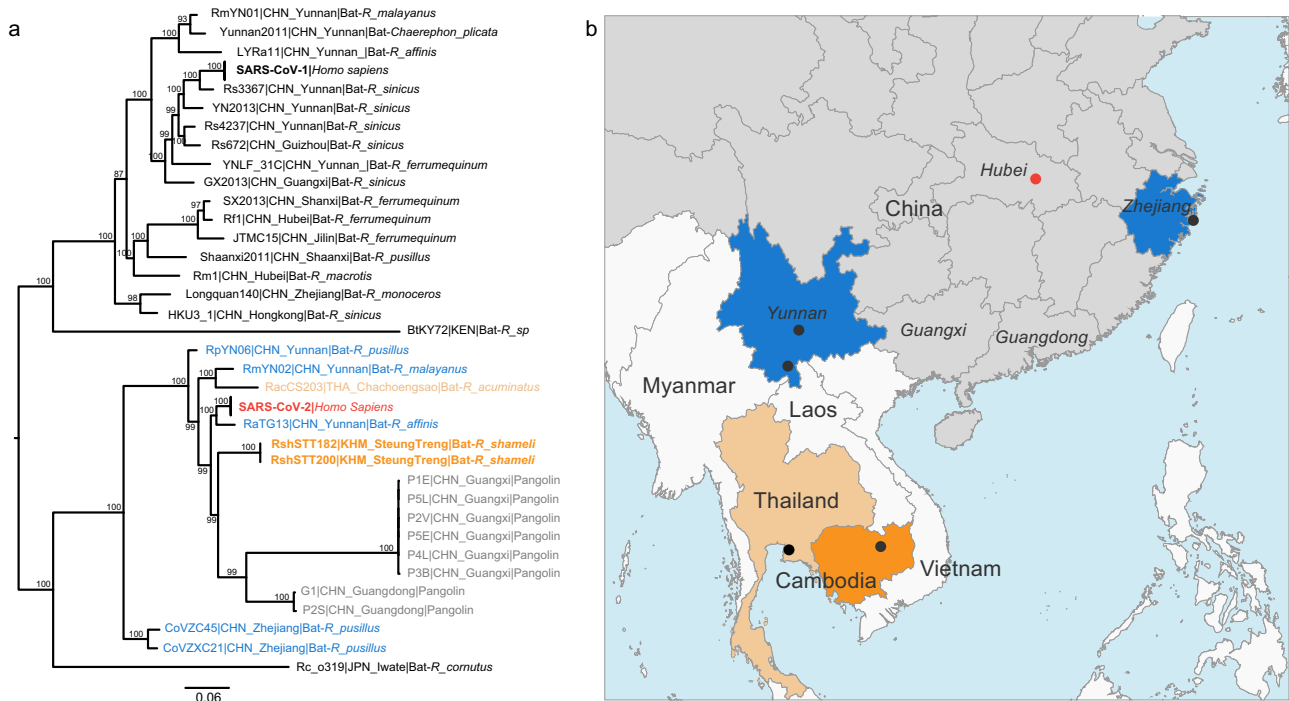 a
RmYN01|CHN_Yunnan|Bat-R_malayanus
93
Yunnan2011|CHN_Yunnan|Bat-Chaerephon_plicata
100
LYRa11|CHN_Yunnan_|Bat-R_affinis
100
SARS-CoV-1|Homo sapiens
100
Rs3367|CHN_Yunnan|Bat-R_sinicus
100
YN2013|CHN_Yunnan|Bat-R_sinicus
99
Rs4237|CHN_Yunnan|Bat-R_sinicus
100
99
Rs672|CHN_Guizhou|Bat-R_sinicus
100
YNLF_31C|CHN_Yunnan_|Bat-R_ferrumequinum
87
GX2013|CHN_Guangxi|Bat-R_sinicus
97
SX2013|CHN_Shanxi|Bat-R_ferrumequinum
Rf1|CHN_Hubei|Bat-R_ferrumequinum
100
JTMC15|CHN_Jilin|Bat-R_ferrumequinum
100
100
Shaanxi2011|CHN_Shaanxi|Bat-R_pusillus
Rm1|CHN_Hubei|Bat-R_macrotis
100
Longquan140|CHN_Zhejiang|Bat-R_monoceros
98
HKU3_1|CHN_Hongkong|Bat-R_sinicus
BtKY72|KEN|Bat-R_sp
RpYN06|CHN_Yunnan|Bat-R_pusillus
100
RmYN02|CHN_Yunnan|Bat-R_malayanus
100
RacCS203|THA_Chachoengsao|Bat-R_acuminatus
100
SARS-CoV-2|Homo Sapiens
100
99
RaTG13|CHN_Yunnan|Bat-R_affinis
100
RshSTT182|KHM_SteungTreng|Bat-R_shameli
RshSTT200|KHM_SteungTreng|Bat-R_shameli
P1E|CHN_Guangxi|Pangolin
P5L|CHN_Guangxi|Pangolin
100
99
P2V|CHN_Guangxi|Pangolin
P5E|CHN_Guangxi|Pangolin
100
P4L|CHN_Guangxi|Pangolin
99
P3B|CHN_Guangxi|Pangolin
100
G1|CHN_Guangdong|Pangolin
100
P2S|CHN_Guangdong|Pangolin
CoVZC45|CHN_Zhejiang|Bat-R_pusillus
100
CoVZXC21|CHN_Zhejiang|Bat-R_pusillus
Rc_o319|JPN_Iwate|Bat-R_cornutus
0.06
b
Hubei
China
Zhejiang
Yunnan
Guangxi
Guangdong
Myanmar
Laos
Thailand
Cambodia
Vietnam